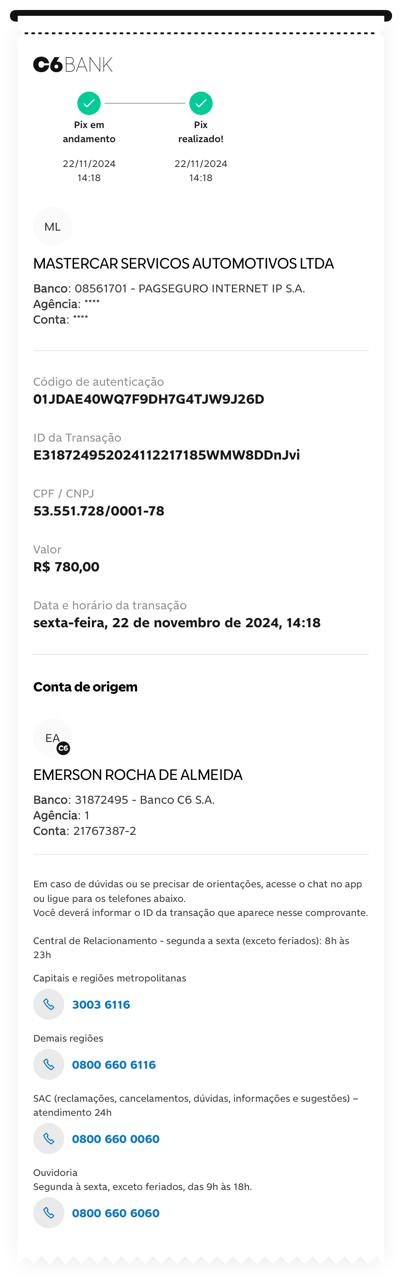 C6BANK
Pix em
andamento
Pix
realizado!
22/11/2024
14:18
22/11/2024
14:18
ML
MASTERCAR SERVICOS AUTOMOTIVOS LTDA
Banco: 08561701 - PAGSEGURO INTERNET IP S.A.
Agência: ****
Conta: ****
Código de autenticação
01JDAE40WQ7F9DH7G4TJW9J26D
ID da Transação
E31872495202411221718​5WMW8DDnJvi
CPF / CNPJ
53.551.728/0001-78
Valor
R$ 780,00
Data e horário da transação
sexta-feira, 22 de novembro de 2024, 14:18
Conta de origem
EA
C6
EMERSON ROCHA DE ALMEIDA
Banco: 31872495 - Banco C6 S.A.
Agência: 1
Conta: 21767387-2
Em caso de dúvidas ou se precisar de orientações, acesse o chat no app
ou ligue para os telefones abaixo.
Você deverá informar o ID da transação que aparece nesse comprovante.
Central de Relacionamento - segunda a sexta (exceto feriados): 8h às
23h
Capitais e regiões metropolitanas
3003 6116
Demais regiões
0800 660 6116
SAC (reclamações, cancelamentos, dúvidas, informações e sugestões) –
atendimento 24h
0800 660 0060
Ouvidoria
Segunda à sexta, exceto feriados, das 9h às 18h.
0800 660 6060